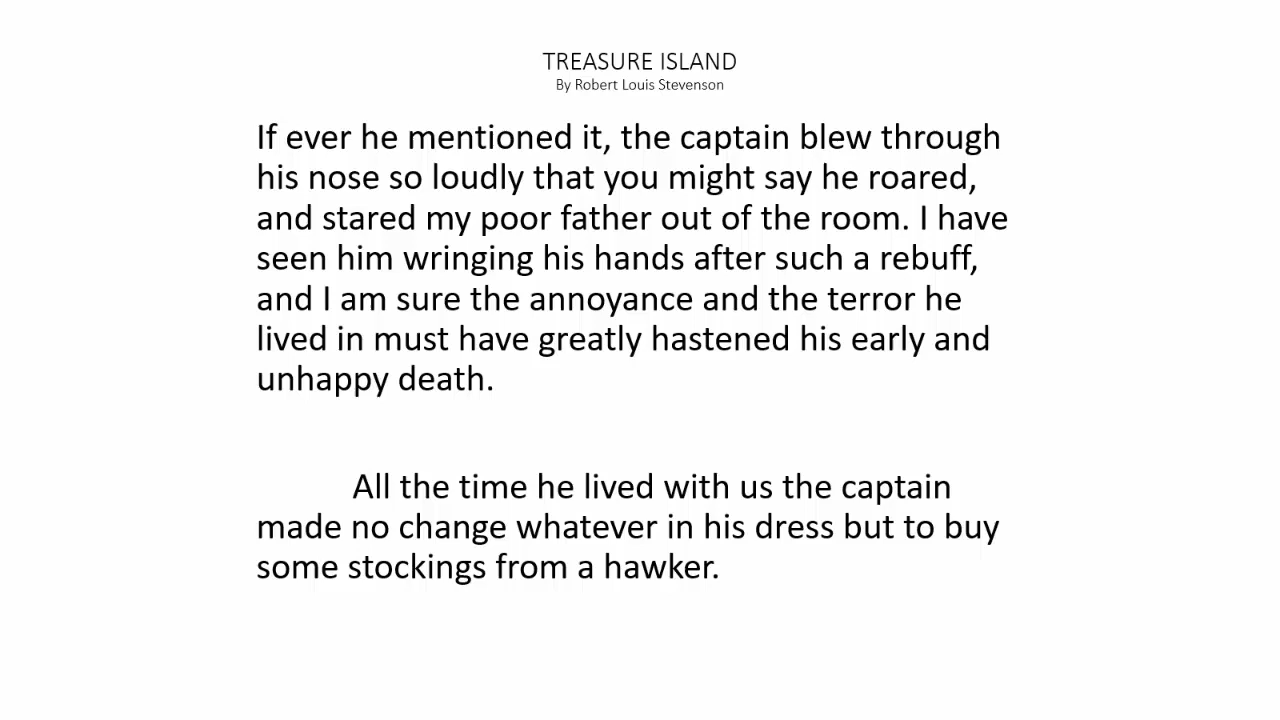 TREASURE ISLAND
By Robert Louis Stevenson
If ever he mentioned it, the captain blew through
his nose so loudly that you might say he roared,
and stared my poor father out of the room. I have
seen him wringing his hands after such a rebuff,
and I am sure the annoyance and the terror he
lived in must have greatly hastened his early and
unhappy death.
All the time he lived with us the captain
made no change whatever in his dress but to buy
some stockings from a hawker.